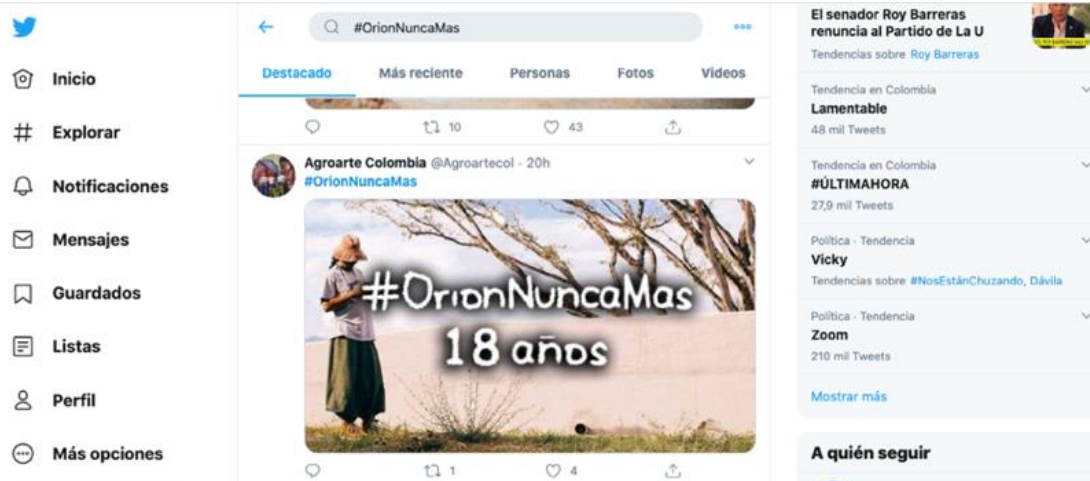 Inicio
Explorar
Notificaciones
Mensajes
Guardados
Listas
Perfil
Más opciones
#OrionNuncaMas
Destacado Más reciente Personas Fotos Videos
10 43
Agroarte Colombia @Agroartecol · 20h
#OrionNuncaMas
#OrionNuncaMas
18 años
1 4
El senador Roy Barreras
renuncia al Partido de La U
Tendencias sobre Roy Barreras
Tendencia en Colombia
Lamentable
48 mil Tweets
Tendencia en Colombia
#ÚLTIMAHORA
27,9 mil Tweets
Política · Tendencia
Vicky
Tendencias sobre #NosEstánChuzando, Dávila
Política · Tendencia
Zoom
210 mil Tweets
Mostrar más
A quién seguir